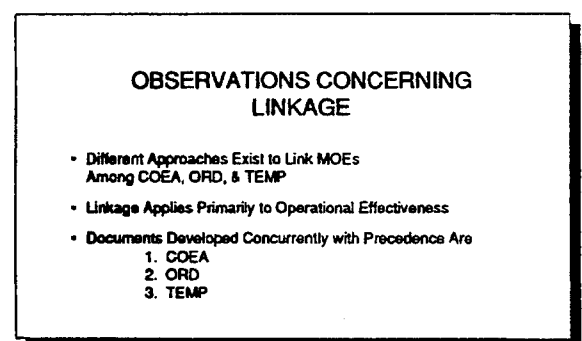 OBSERVATIONS CONCERNING
LINKAGE
• Different Approaches Exist to Link MOEs
Among COEA, ORD, & TEMP
• Linkage Applies Primarily to Operational Effectiveness
• Documents Developed Concurrently with Precedence Are
1. COEA
2. ORD
3. TEMP